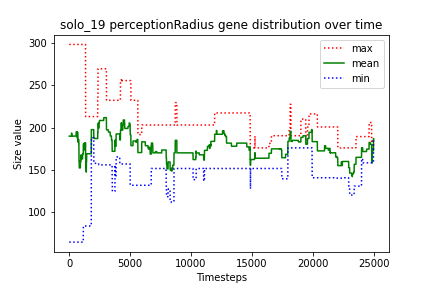 solo_19 perceptionRadius gene distribution over time
300
250
200
150
100
Size value
max
mean
min
0
5000
10000
15000
20000
25000
Timesteps